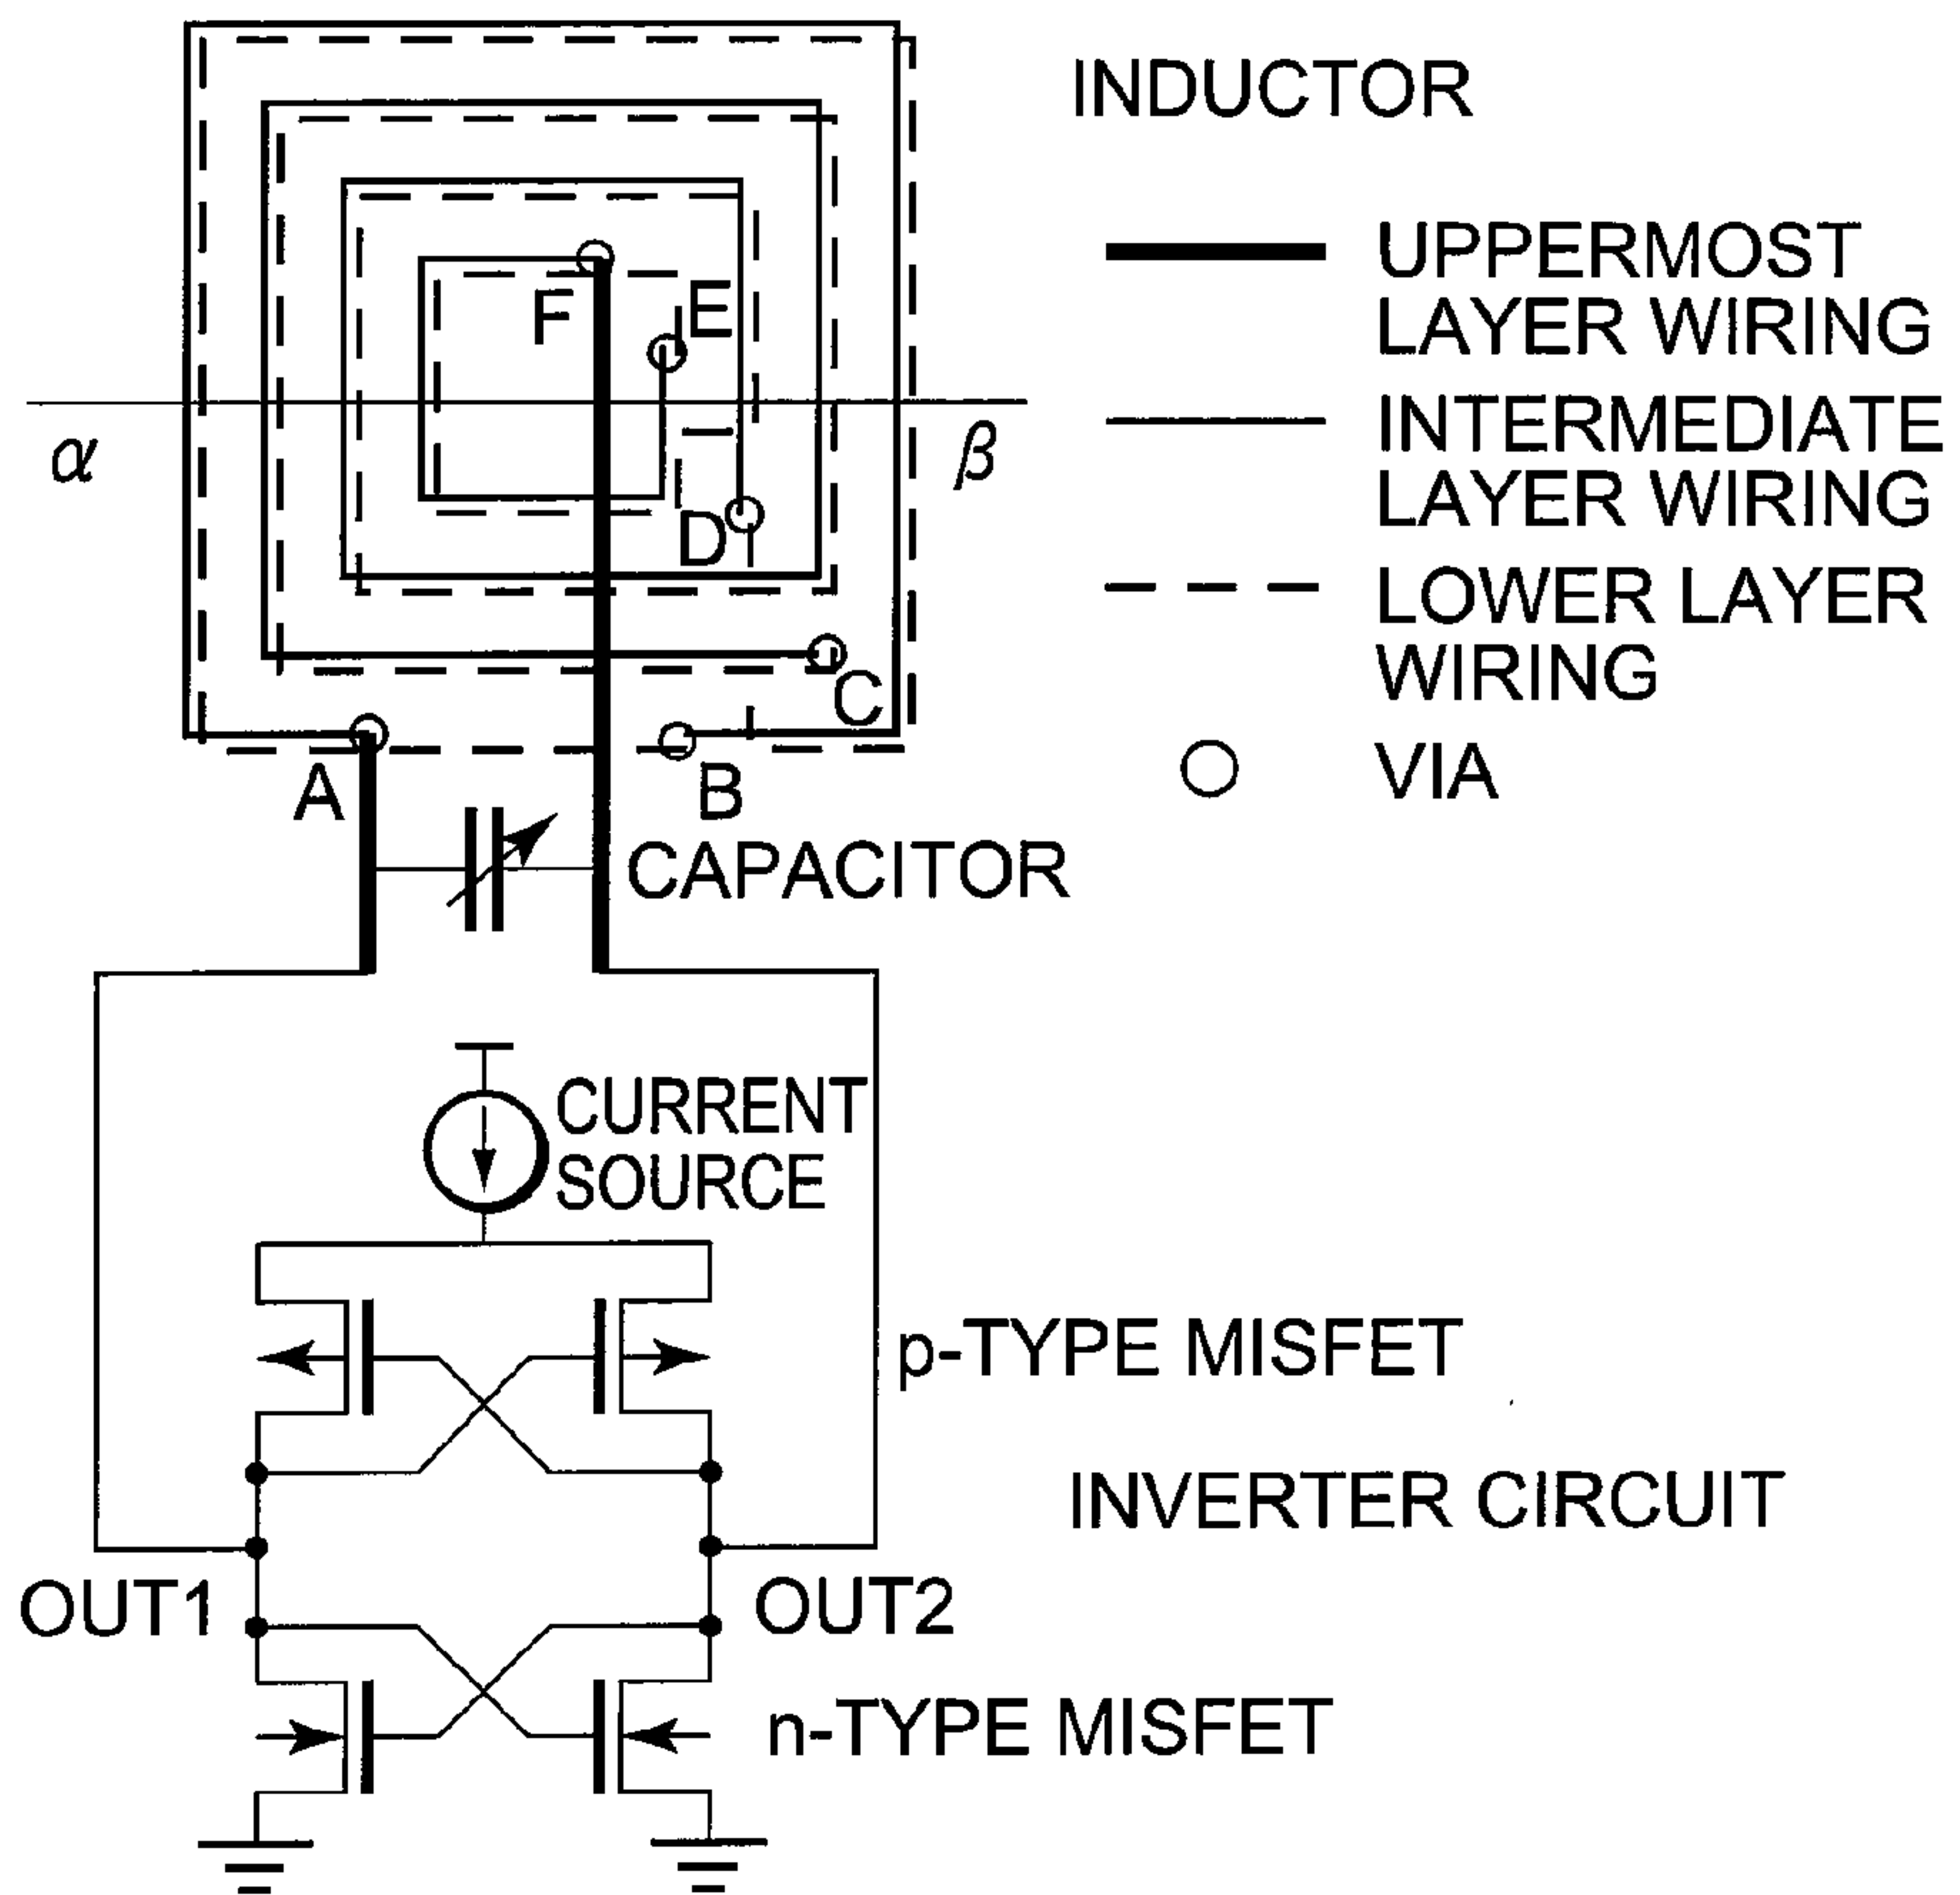 INDUCTOR
UPPERMOST
LAYER WIRING
F
E
α
β
INTERMEDIATE
LAYER WIRING
D
LOWER LAYER
WIRING
C
A
B
VIA
CAPACITOR
CURRENT
SOURCE
p-TYPE MISFET
INVERTER CIRCUIT
OUT1
OUT2
n-TYPE MISFET